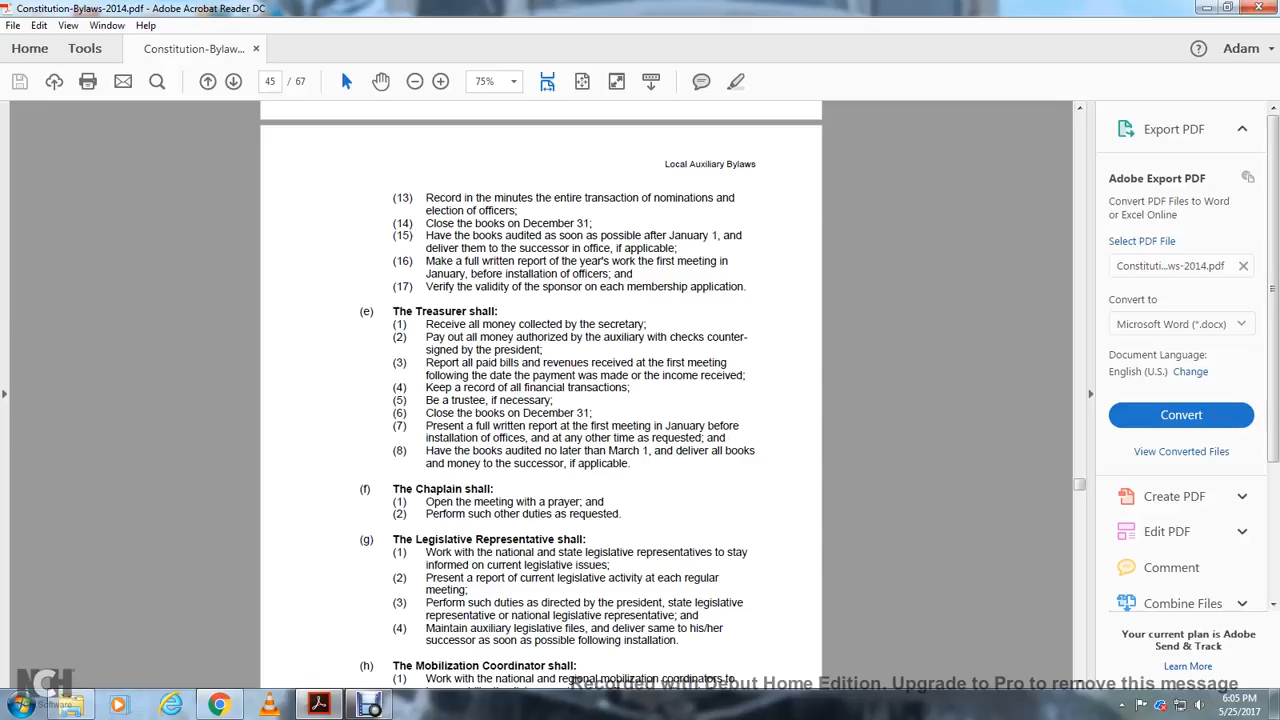 Constitution-Bylaws-2014.pdf - Adobe Acrobat Reader DC
File Edit View Window Help
Home Tools Constitution-Bylaw... × Adam
45 / 67 75%
Local Auxiliary Bylaws
(13) Record in the minutes the entire transaction of nominations and
election of officers;
(14) Close the books on December 31;
(15) Have the books audited as soon as possible after January 1, and
deliver them to the successor in office, if applicable;
(16) Make a full written report of the year's work the first meeting in
January, before installation of officers; and
(17) Verify the validity of the sponsor on each membership application.
(e) The Treasurer shall:
(1) Receive all money collected by the secretary;
(2) Pay out all money authorized by the auxiliary with checks counter-
signed by the president;
(3) Report all paid bills and revenues received at the first meeting
following the date the payment was made or the income received;
(4) Keep a record of all financial transactions;
(5) Be a trustee, if necessary;
(6) Close the books on December 31;
(7) Present a full written report at the first meeting in January before
installation of offices, and at any other time as requested; and
(8) Have the books audited no later than March 1, and deliver all books
and money to the successor, if applicable.
(f) The Chaplain shall:
(1) Open the meeting with a prayer; and
(2) Perform such other duties as requested.
(g) The Legislative Representative shall:
(1) Work with the national and state legislative representatives to stay
informed on current legislative issues;
(2) Present a report of current legislative activity at each regular
meeting;
(3) Perform such duties as directed by the president, state legislative
representative or national legislative representative; and
(4) Maintain auxiliary legislative files, and deliver same to his/her
successor as soon as possible following installation.
(h) The Mobilization Coordinator shall:
(1) Work with the national and regional mobilization coordinators to
Export PDF
Adobe Export PDF
Convert PDF Files to Word
or Excel Online
Select PDF File
Constituti...ws-2014.pdf
Convert to
Microsoft Word (*.docx)
Document Language:
English (U.S.) Change
Convert
View Converted Files
Create PDF
Edit PDF
Comment
Combine Files
Your current plan is Adobe
Send & Track
Learn More
NCH
Software
Recorded with Debut Home Edition. Upgrade to Pro to remove this message
6:05 PM
5/25/2017